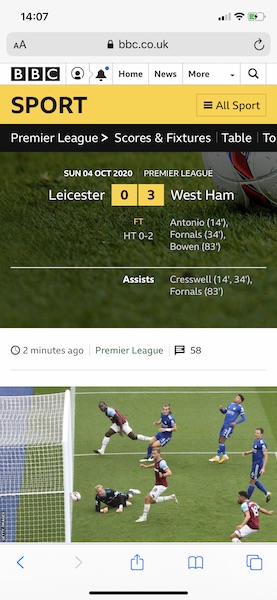 14:07
AA bbc.co.uk
BBC Home News More
SPORT All Sport
Premier League > Scores & Fixtures Table To
SUN 04 OCT 2020 PREMIER LEAGUE
Leicester 0 3 West Ham
FT Antonio (14'),
HT 0-2 Fornals (34'),
Bowen (83')
Assists Cresswell (14', 34'),
Fornals (83')
2 minutes ago Premier League 58
GETTY IMAGES